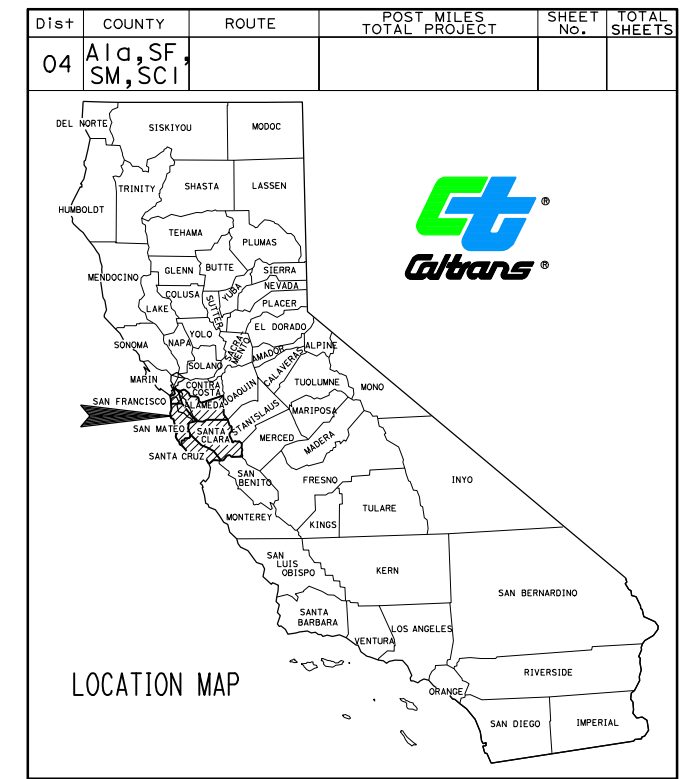 Dist COUNTY ROUTE POST MILES TOTAL PROJECT SHEET No. TOTAL SHEETS
04 Ala,SF, SM,SCl
DEL NORTE
SISKIYOU
MODOC
TRINITY
SHASTA
LASSEN
HUMBOLDT
®
TEHAMA
PLUMAS
Caltrans ®
MENDOCINO
GLENN
BUTTE
SIERRA
NEVADA
COLUSA
YUBA
SUTTER
PLACER
LAKE
EL DORADO
YOLO
SONOMA
NAPA
SACRA-
MENTO
AMADOR
ALPINE
SOLANO
CALAVERAS
MARIN
CONTRA
COSTA
TUOLUMNE
MONO
SAN FRANCISCO
ALAMEDA
JOAQUIN
STANISLAUS
MARIPOSA
SAN MATEO
SANTA
CLARA
MERCED
MADERA
SANTA CRUZ
SAN
BENITO
FRESNO
INYO
MONTEREY
KINGS
TULARE
SAN
LUIS
OBISPO
KERN
SAN BERNARDINO
SANTA
BARBARA
VENTURA
LOS ANGELES
RIVERSIDE
LOCATION MAP
ORANGE
SAN DIEGO
IMPERIAL